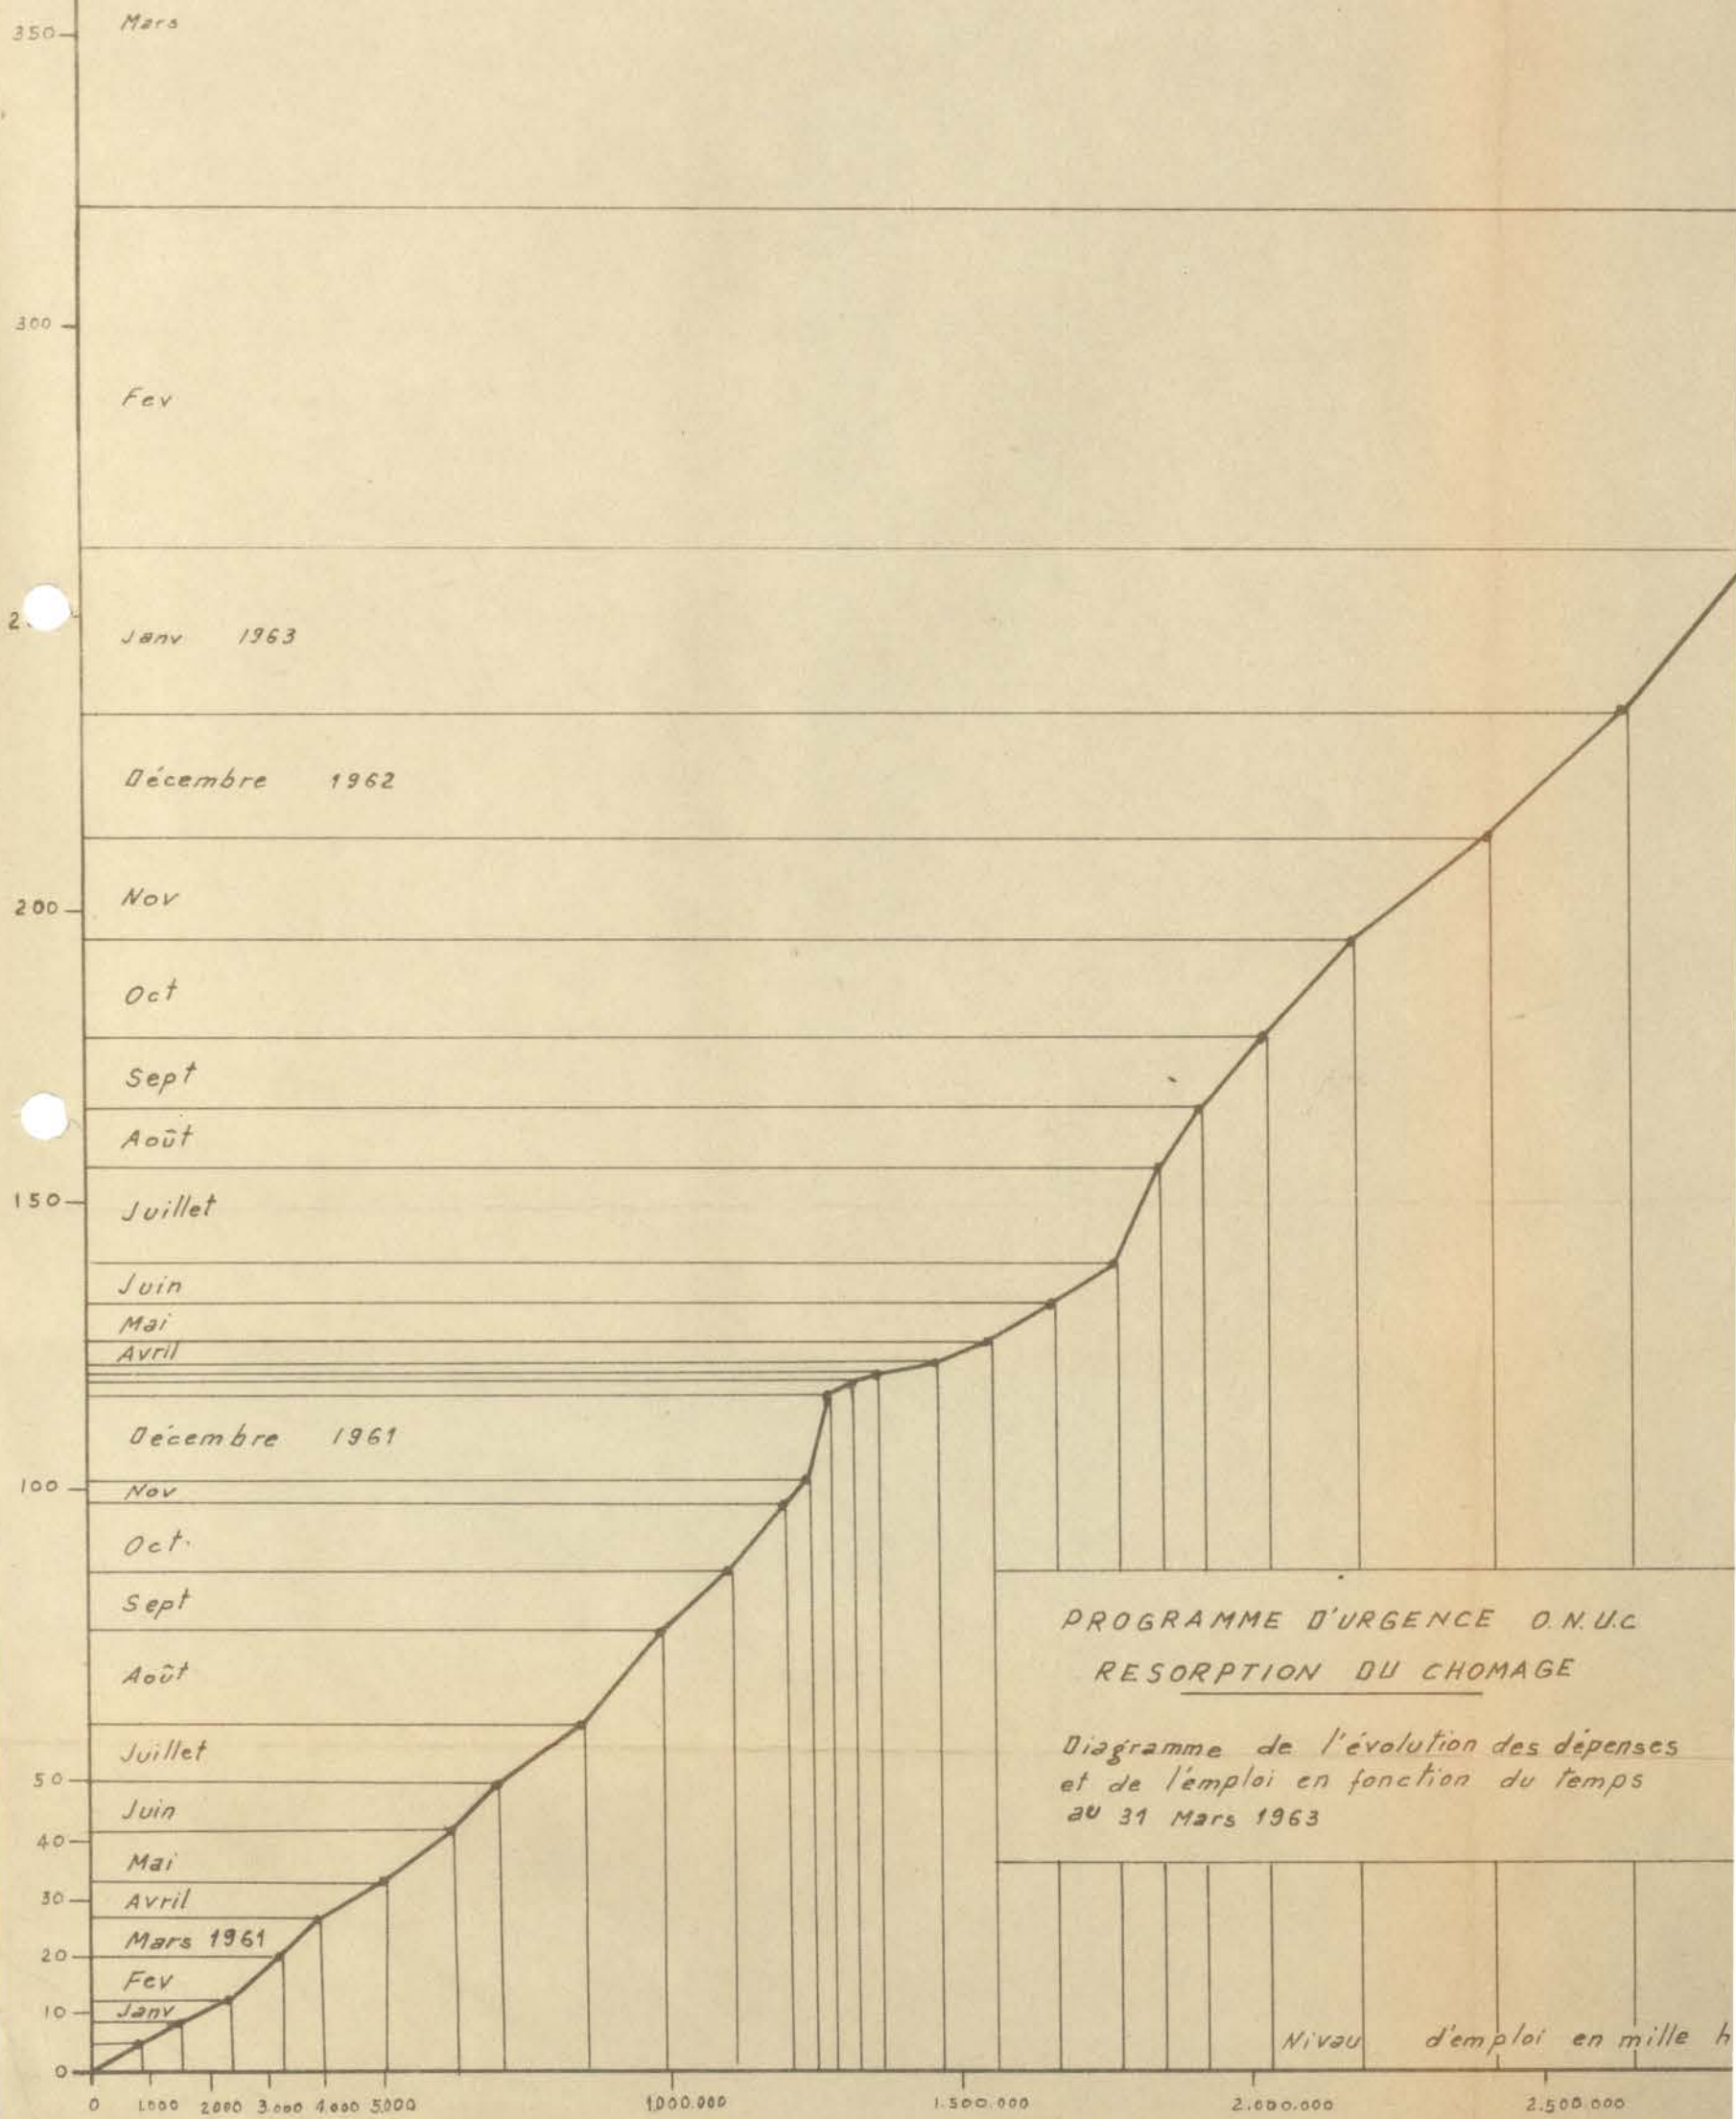 350 Mars
300
Fev
Janv 1963
Décembre 1962
200 Nov
Oct
Sept
Août
150 Juillet
Juin
Mai
Avril
Décembre 1961
100 Nov
Oct.
Sept
Août
Juillet
50
Juin
40
Mai
30 Avril
Mars 1961
20
Fev
10 Janv
0
PROGRAMME D'URGENCE O.N.U.C
RESORPTION DU CHOMAGE
Diagramme de l'évolution des dépenses
et de l'emploi en fonction du temps
au 31 Mars 1963
Nivau d'emploi en mille h
0 1.000 2000 3.000 4.000 5.000 1.000.000 1.500.000 2.000.000 2.500.000